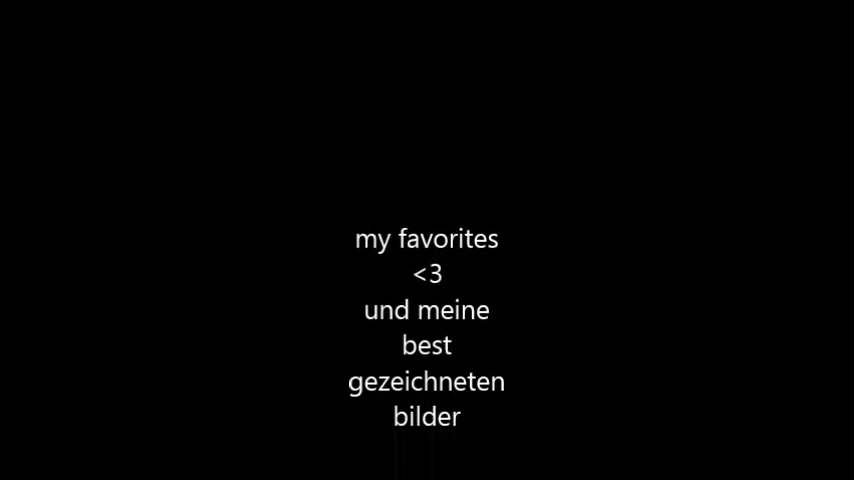 my favorites
<3
und meine
best
gezeichneten
bilder